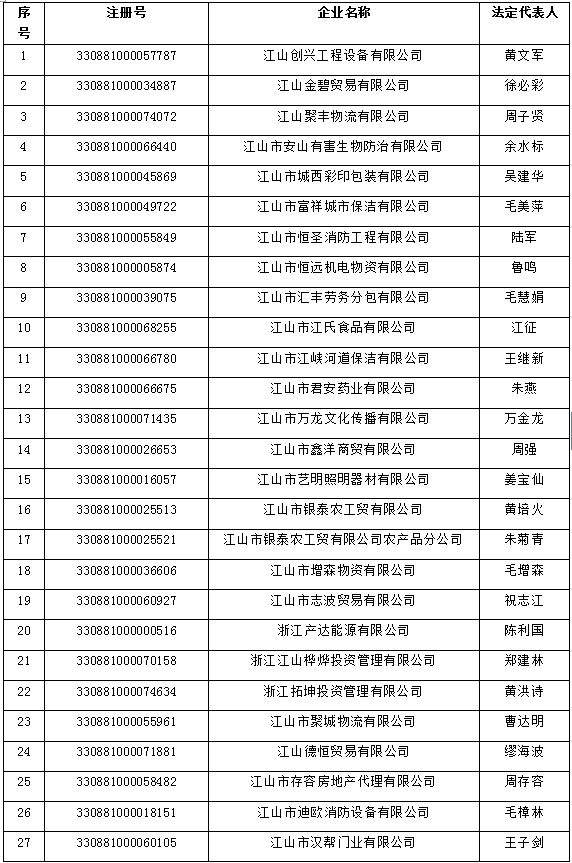 序号 注册号 企业名称 法定代表人
1 330881000057787 江山创兴工程设备有限公司 黄文军
2 330881000034887 江山金碧贸易有限公司 徐必彩
3 330881000074072 江山聚丰物流有限公司 周子贤
4 330881000066440 江山市安山有害生物防治有限公司 余水标
5 330881000045869 江山市城西彩印包装有限公司 吴建华
6 330881000049722 江山市富祥城市保洁有限公司 毛美萍
7 330881000055849 江山市恒圣消防工程有限公司 陆军
8 330881000005874 江山市恒远机电物资有限公司 鲁鸣
9 330881000039075 江山市汇丰劳务分包有限公司 毛慧娟
10 330881000068255 江山市江氏食品有限公司 江征
11 330881000066780 江山市江峡河道保洁有限公司 王继新
12 330881000066675 江山市君安药业有限公司 朱燕
13 330881000071435 江山市万龙文化传播有限公司 万金龙
14 330881000026653 江山市鑫洋商贸有限公司 周强
15 330881000016057 江山市艺明照明器材有限公司 姜宝仙
16 330881000025513 江山市银泰农工贸有限公司 黄培火
17 330881000025521 江山市银泰农工贸有限公司农产品分公司 朱菊青
18 330881000036606 江山市增森物资有限公司 毛增森
19 330881000060927 江山市志波贸易有限公司 祝志江
20 330881000000516 浙江产达能源有限公司 陈利国
21 330881000070158 浙江江山桦烨投资管理有限公司 郑建林
22 330881000074634 浙江拓坤投资管理有限公司 黄洪诗
23 330881000055961 江山市聚城物流有限公司 曹达明
24 330881000071881 江山德恒贸易有限公司 缪海波
25 330881000058482 江山市存容房地产代理有限公司 周存容
26 330881000018151 江山市迪欧消防设备有限公司 毛樟林
27 330881000060105 江山市汉帮门业有限公司 王子剑